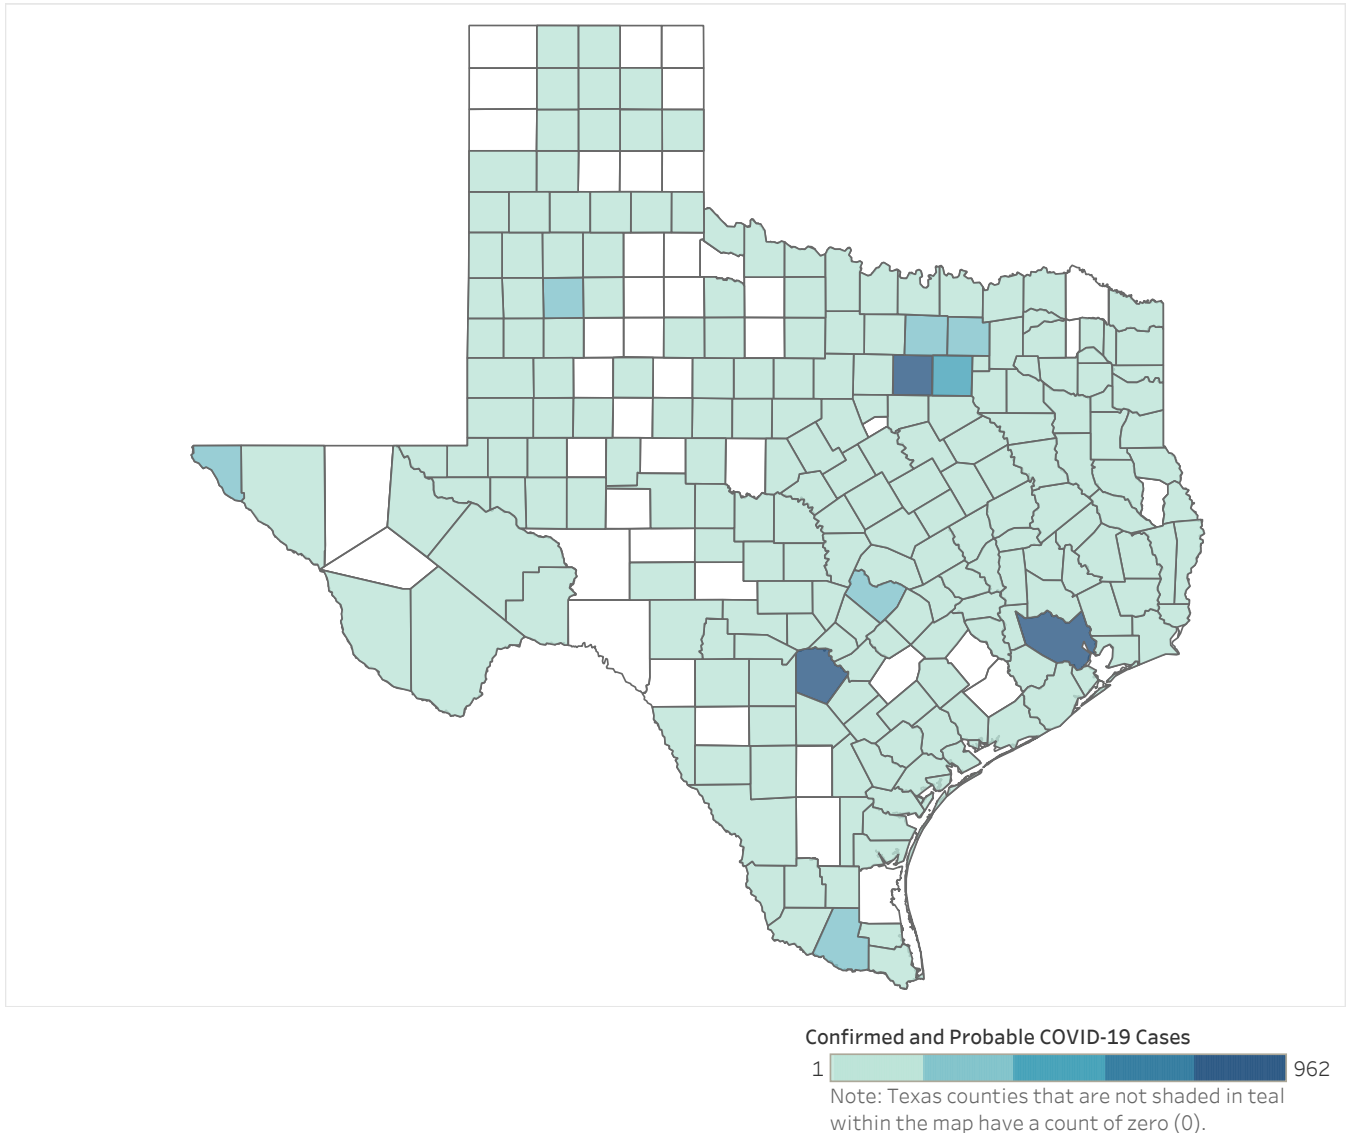 Confirmed and Probable COVID-19 Cases
1 962
Note: Texas counties that are not shaded in teal
within the map have a count of zero (0).